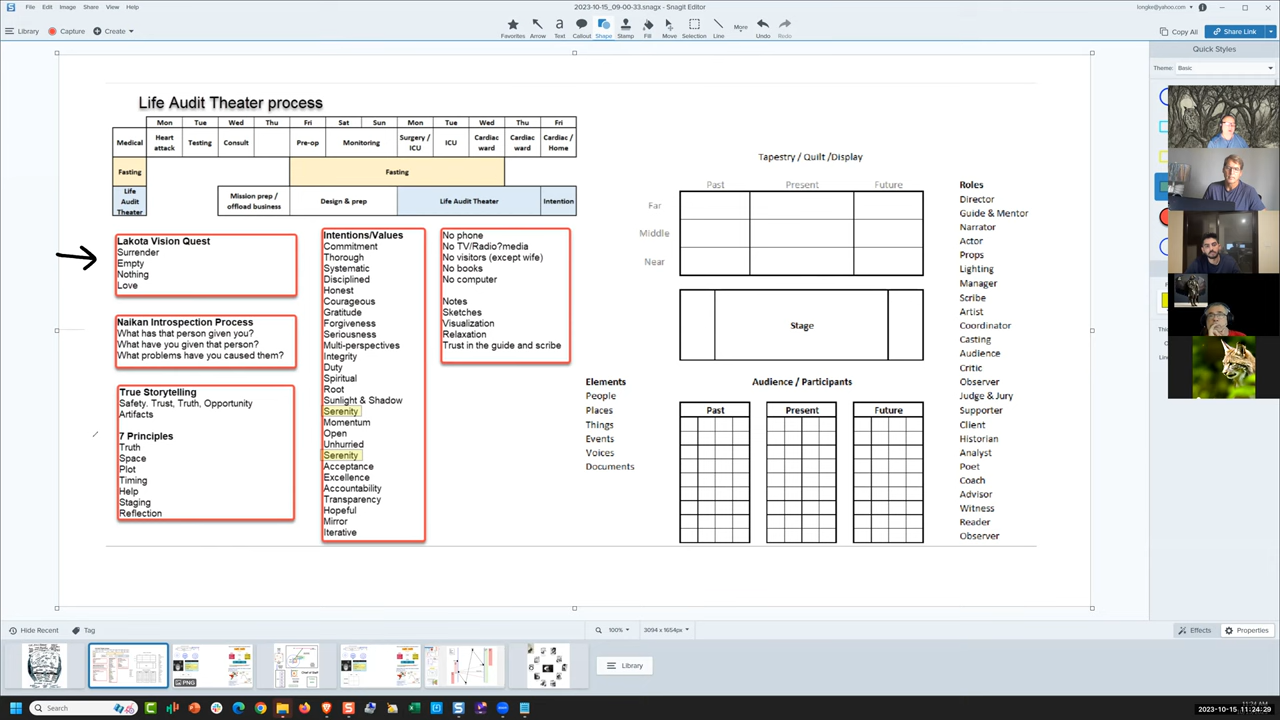 File Edit Image Share View Help
2023-10-15_09-00-33.snagx - Snagit Editor
longke@yahoo.com
Library Capture Create
Favorites Arrow Text Callout Shape Stamp Fill Move Selection Line More Undo Redo
Copy All Share Link
Quick Styles
Theme: Basic
Life Audit Theater process
Mon Tue Wed Thu Fri Sat Sun Mon Tue Wed Thu Fri
Medical Heart attack Testing Consult Pre-op Monitoring Surgery / ICU ICU Cardiac ward Cardiac ward Cardiac / Home
Fasting Fasting
Life Audit Theater Mission prep / offload business Design & prep Life Audit Theater Intention
Lakota Vision Quest
Surrender
Empty
Nothing
Love
Naikan Introspection Process
What has that person given you?
What have you given that person?
What problems have you caused them?
True Storytelling
Safety, Trust, Truth, Opportunity
Artifacts
7 Principles
Truth
Space
Plot
Timing
Help
Staging
Reflection
Intentions/Values
Commitment
Thorough
Systematic
Disciplined
Honest
Courageous
Gratitude
Forgiveness
Seriousness
Multi-perspectives
Integrity
Duty
Spiritual
Root
Sunlight & Shadow
Serenity
Momentum
Open
Unhurried
Serenity
Acceptance
Excellence
Accountability
Transparency
Hopeful
Mirror
Iterative
No phone
No TV/Radio?media
No visitors (except wife)
No books
No computer
Notes
Sketches
Visualization
Relaxation
Trust in the guide and scribe
Tapestry / Quilt /Display
Past Present Future
Far
Middle
Near
Stage
Elements
People
Places
Things
Events
Voices
Documents
Audience / Participants
Past Present Future
Roles
Director
Guide & Mentor
Narrator
Actor
Props
Lighting
Manager
Scribe
Artist
Coordinator
Casting
Audience
Critic
Observer
Judge & Jury
Supporter
Client
Historian
Analyst
Poet
Coach
Advisor
Witness
Reader
Observer
Hide Recent Tag
100% 3094 x 1654px
Effects Properties
PNG
Library
Search
2023-10-15 11:24:29